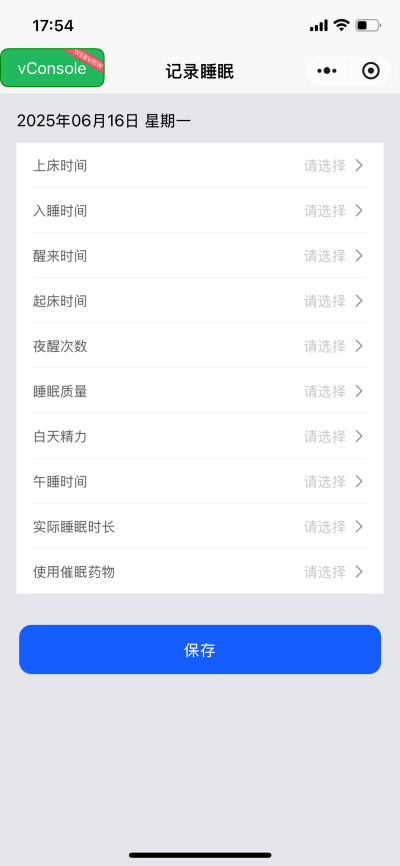 17:54
vConsole
WEBVIEW
记录睡眠
2025年06月16日 星期一
上床时间 请选择
入睡时间 请选择
醒来时间 请选择
起床时间 请选择
夜醒次数 请选择
睡眠质量 请选择
白天精力 请选择
午睡时间 请选择
实际睡眠时长 请选择
使用催眠药物 请选择
保存